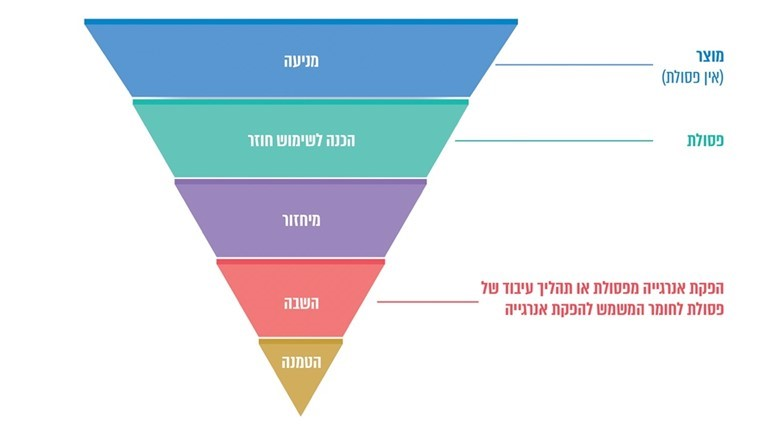 מניעה
מוצר
(אין פסולת)
הכנה לשימוש חוזר
פסולת
מיחזור
השבה
הפקת אנרגייה מפסולת או תהליך עיבוד של
פסולת לחומר המשמש להפקת אנרגייה
הטמנה